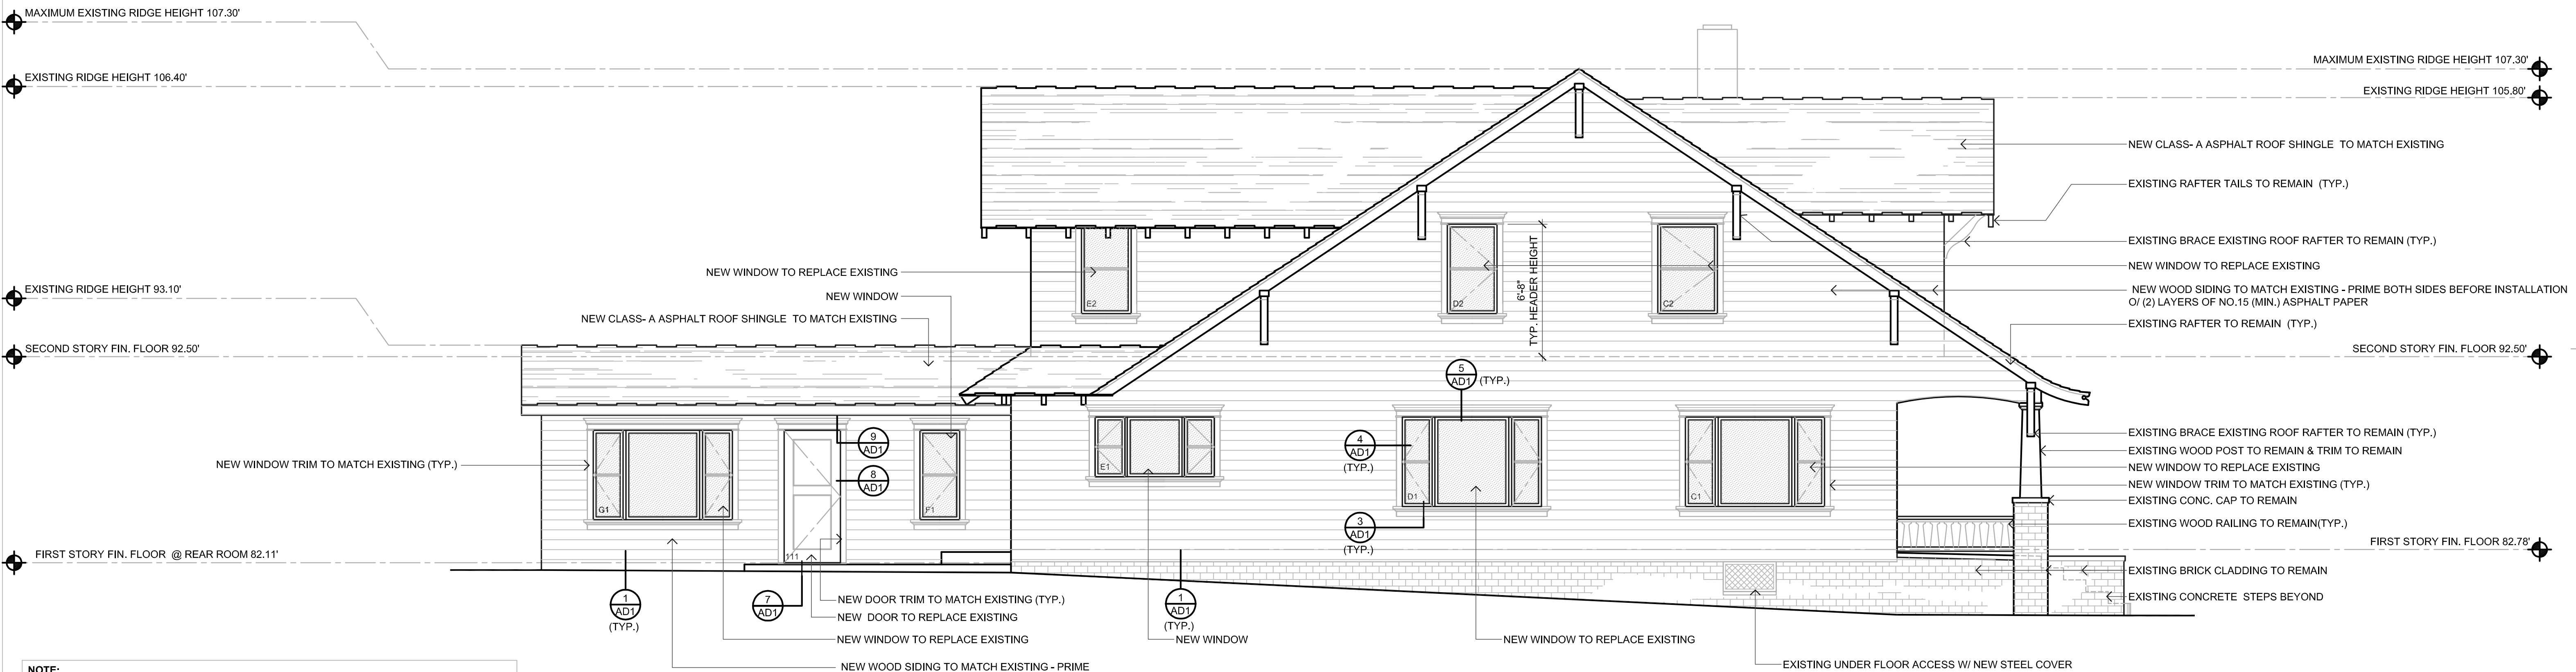 MAXIMUM EXISTING RIDGE HEIGHT 107.30'
EXISTING RIDGE HEIGHT 106.40'
EXISTING RIDGE HEIGHT 93.10'
SECOND STORY FIN. FLOOR 92.50'
FIRST STORY FIN. FLOOR @ REAR ROOM 82.11'
NEW WINDOW TO REPLACE EXISTING
NEW WINDOW
NEW CLASS- A ASPHALT ROOF SHINGLE TO MATCH EXISTING
NEW WINDOW TRIM TO MATCH EXISTING (TYP.)
E2
D2
C2
6'-8"
TYP. HEADER HEIGHT
5
AD1
(TYP.)
9
AD1
8
AD1
4
AD1
(TYP.)
3
AD1
(TYP.)
G1
111
F1
E1
D1
C1
1
AD1
(TYP.)
7
AD1
1
AD1
(TYP.)
NEW DOOR TRIM TO MATCH EXISTING (TYP.)
NEW DOOR TO REPLACE EXISTING
NEW WINDOW TO REPLACE EXISTING
NEW WOOD SIDING TO MATCH EXISTING - PRIME
NEW WINDOW
NEW WINDOW TO REPLACE EXISTING
EXISTING UNDER FLOOR ACCESS W/ NEW STEEL COVER
NOTE:
MAXIMUM EXISTING RIDGE HEIGHT 107.30'
EXISTING RIDGE HEIGHT 105.80'
NEW CLASS- A ASPHALT ROOF SHINGLE TO MATCH EXISTING
EXISTING RAFTER TAILS TO REMAIN (TYP.)
EXISTING BRACE EXISTING ROOF RAFTER TO REMAIN (TYP.)
NEW WINDOW TO REPLACE EXISTING
NEW WOOD SIDING TO MATCH EXISTING - PRIME BOTH SIDES BEFORE INSTALLATION
O/ (2) LAYERS OF NO.15 (MIN.) ASPHALT PAPER
EXISTING RAFTER TO REMAIN (TYP.)
SECOND STORY FIN. FLOOR 92.50'
EXISTING BRACE EXISTING ROOF RAFTER TO REMAIN (TYP.)
EXISTING WOOD POST TO REMAIN & TRIM TO REMAIN
NEW WINDOW TO REPLACE EXISTING
NEW WINDOW TRIM TO MATCH EXISTING (TYP.)
EXISTING CONC. CAP TO REMAIN
EXISTING WOOD RAILING TO REMAIN(TYP.)
FIRST STORY FIN. FLOOR 82.78'
EXISTING BRICK CLADDING TO REMAIN
EXISTING CONCRETE STEPS BEYOND